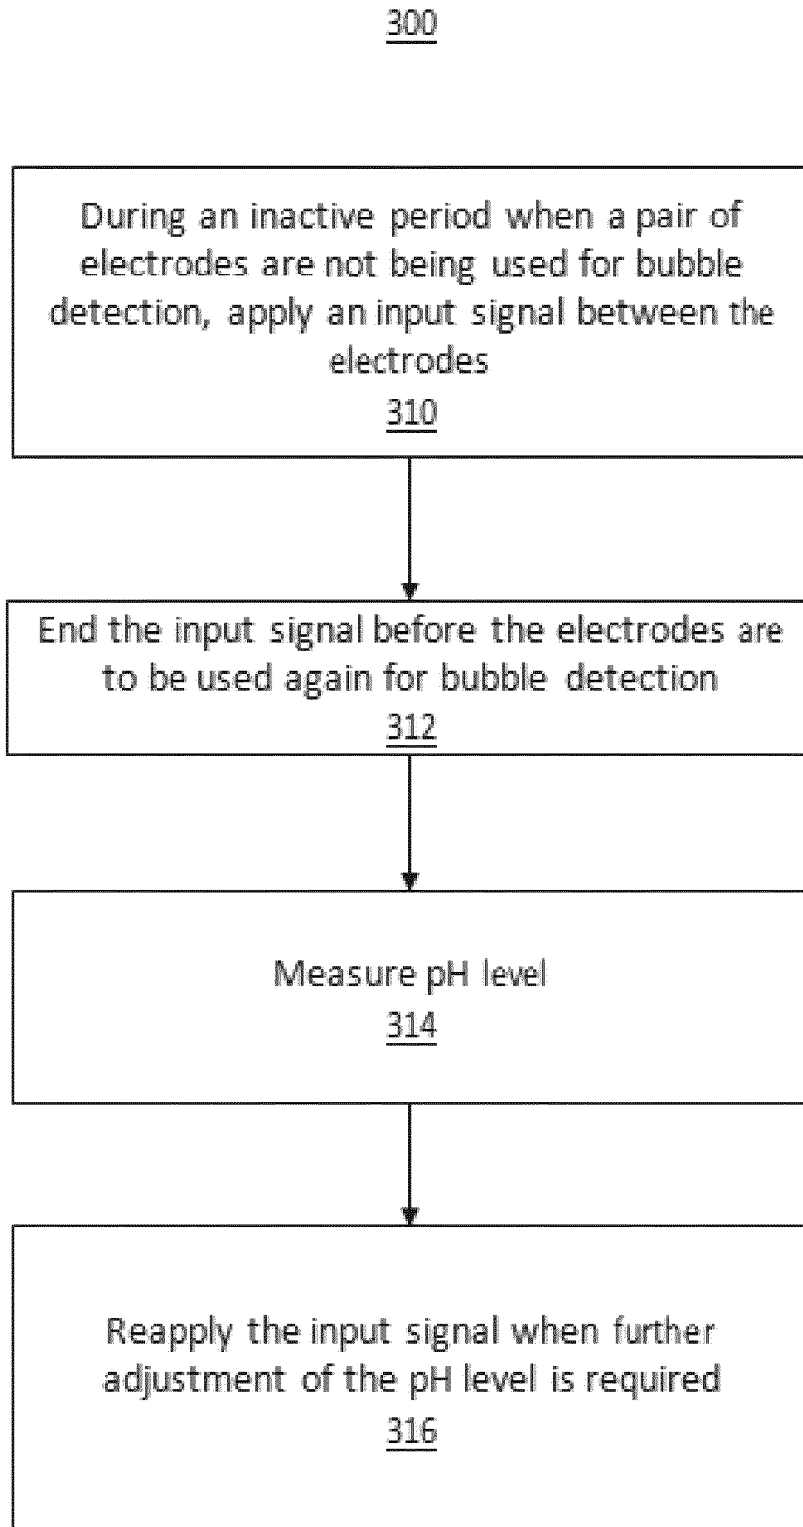 300
During an inactive period when a pair of
electrodes are not being used for bubble
detection, apply an input signal between the
electrodes
310
End the input signal before the electrodes are
to be used again for bubble detection
312
Measure pH level
314
Reapply the input signal when further
adjustment of the pH level is required
316